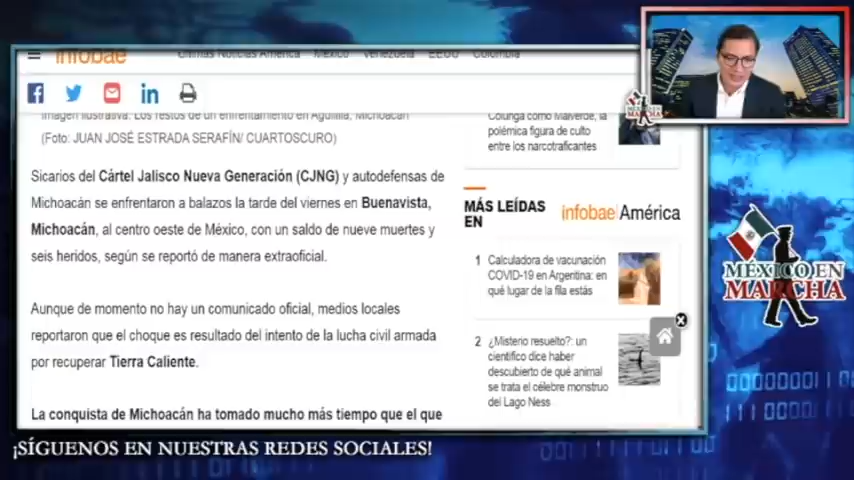 infobae
Últimas Noticias América México Venezuela EEUU Colombia
Imagen ilustrativa. Los restos de un enfrentamiento en Aguililla, Michoacán
(Foto: JUAN JOSÉ ESTRADA SERAFÍN/ CUARTOSCURO)
Sicarios del Cártel Jalisco Nueva Generación (CJNG) y autodefensas de
Michoacán se enfrentaron a balazos la tarde del viernes en Buenavista,
Michoacán, al centro oeste de México, con un saldo de nueve muertes y
seis heridos, según se reportó de manera extraoficial.
Aunque de momento no hay un comunicado oficial, medios locales
reportaron que el choque es resultado del intento de la lucha civil armada
por recuperar Tierra Caliente.
La conquista de Michoacán ha tomado mucho más tiempo que el que
Colunga como Malverde, la
polémica figura de culto
entre los narcotraficantes
MÁS LEÍDAS
EN
infobae América
1 Calculadora de vacunación
COVID-19 en Argentina: en
qué lugar de la fila estás
2 ¿Misterio resuelto?: un
científico dice haber
descubierto de qué animal
se trata el célebre monstruo
del Lago Ness
MÉXICO EN
MARCHA
MÉXICO EN
MARCHA
¡SÍGUENOS EN NUESTRAS REDES SOCIALES!